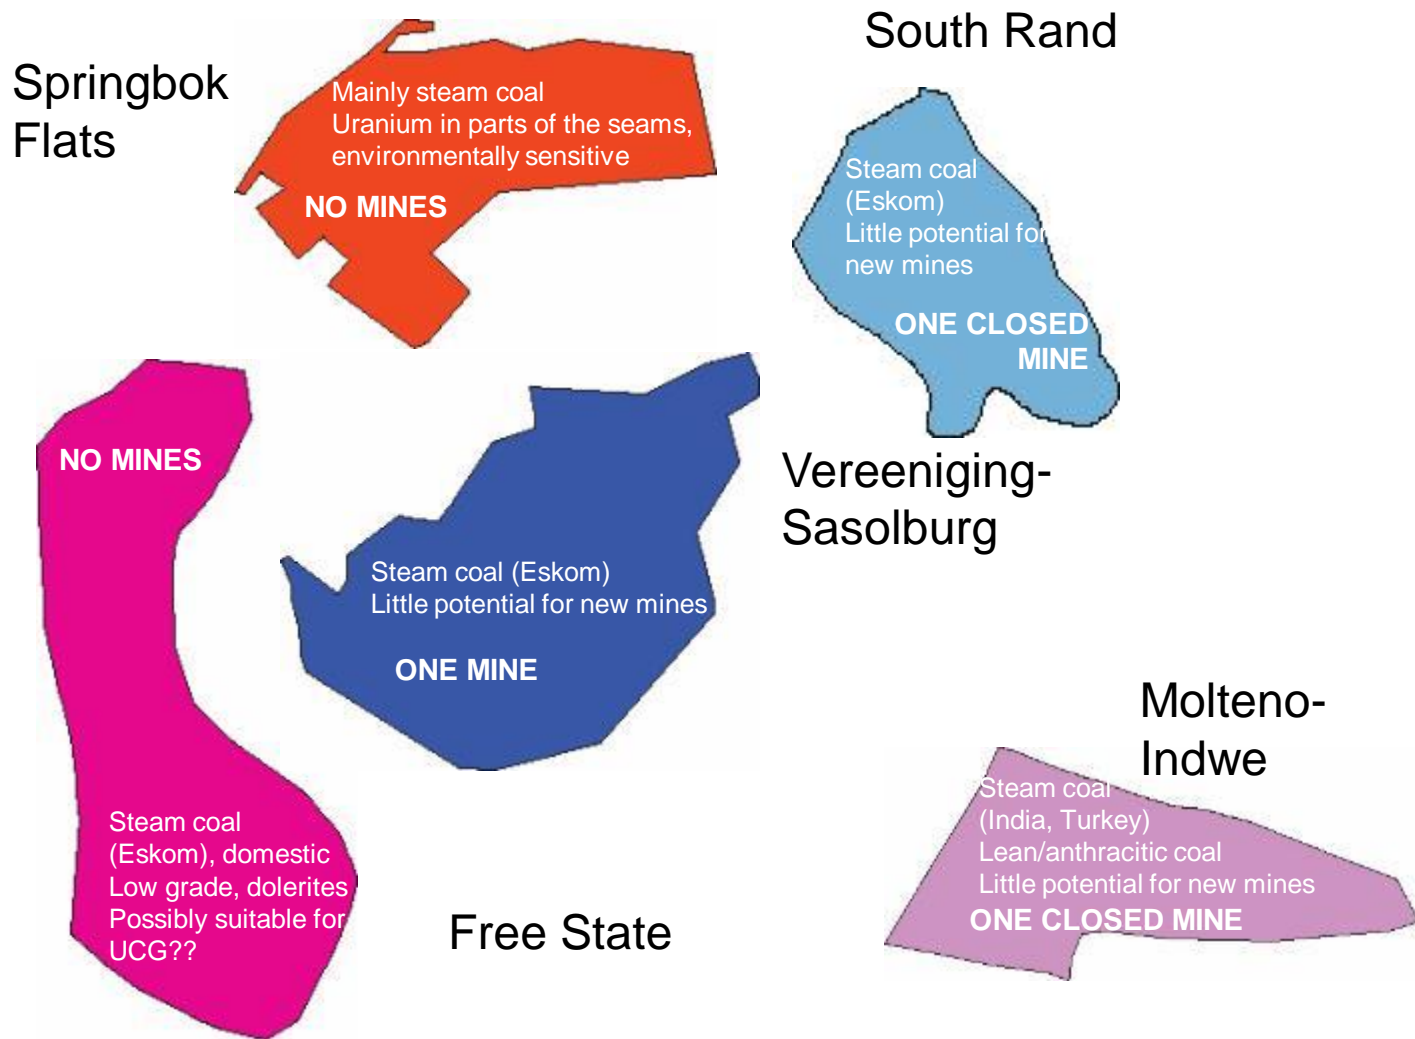 Springbok
Flats
Mainly steam coal
Uranium in parts of the seams,
environmentally sensitive
NO MINES
South Rand
Steam coal
(Eskom)
Little potential for
new mines
ONE CLOSED
MINE
NO MINES
Steam coal
(Eskom), domestic
Low grade, dolerites
Possibly suitable for
UCG??
Free State
Steam coal (Eskom)
Little potential for new mines
ONE MINE
Vereeniging-
Sasolburg
Molteno-
Indwe
Steam coal
(India, Turkey)
Lean/anthracitic coal
Little potential for new mines
ONE CLOSED MINE